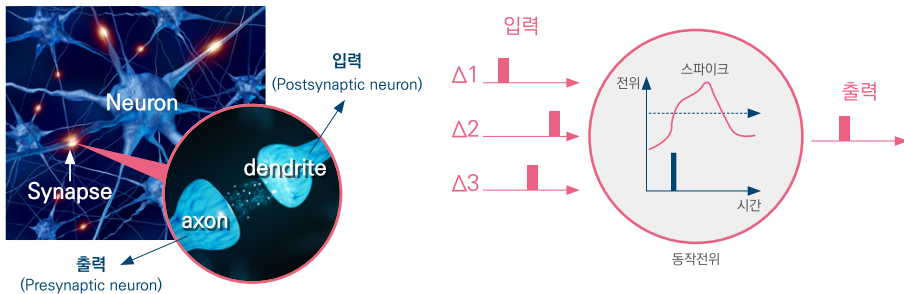 Neuron
Synapse
dendrite
axon
입력
(Postsynaptic neuron)
출력
(Presynaptic neuron)
입력
Δ1
Δ2
Δ3
전위
스파이크
시간
동작전위
출력